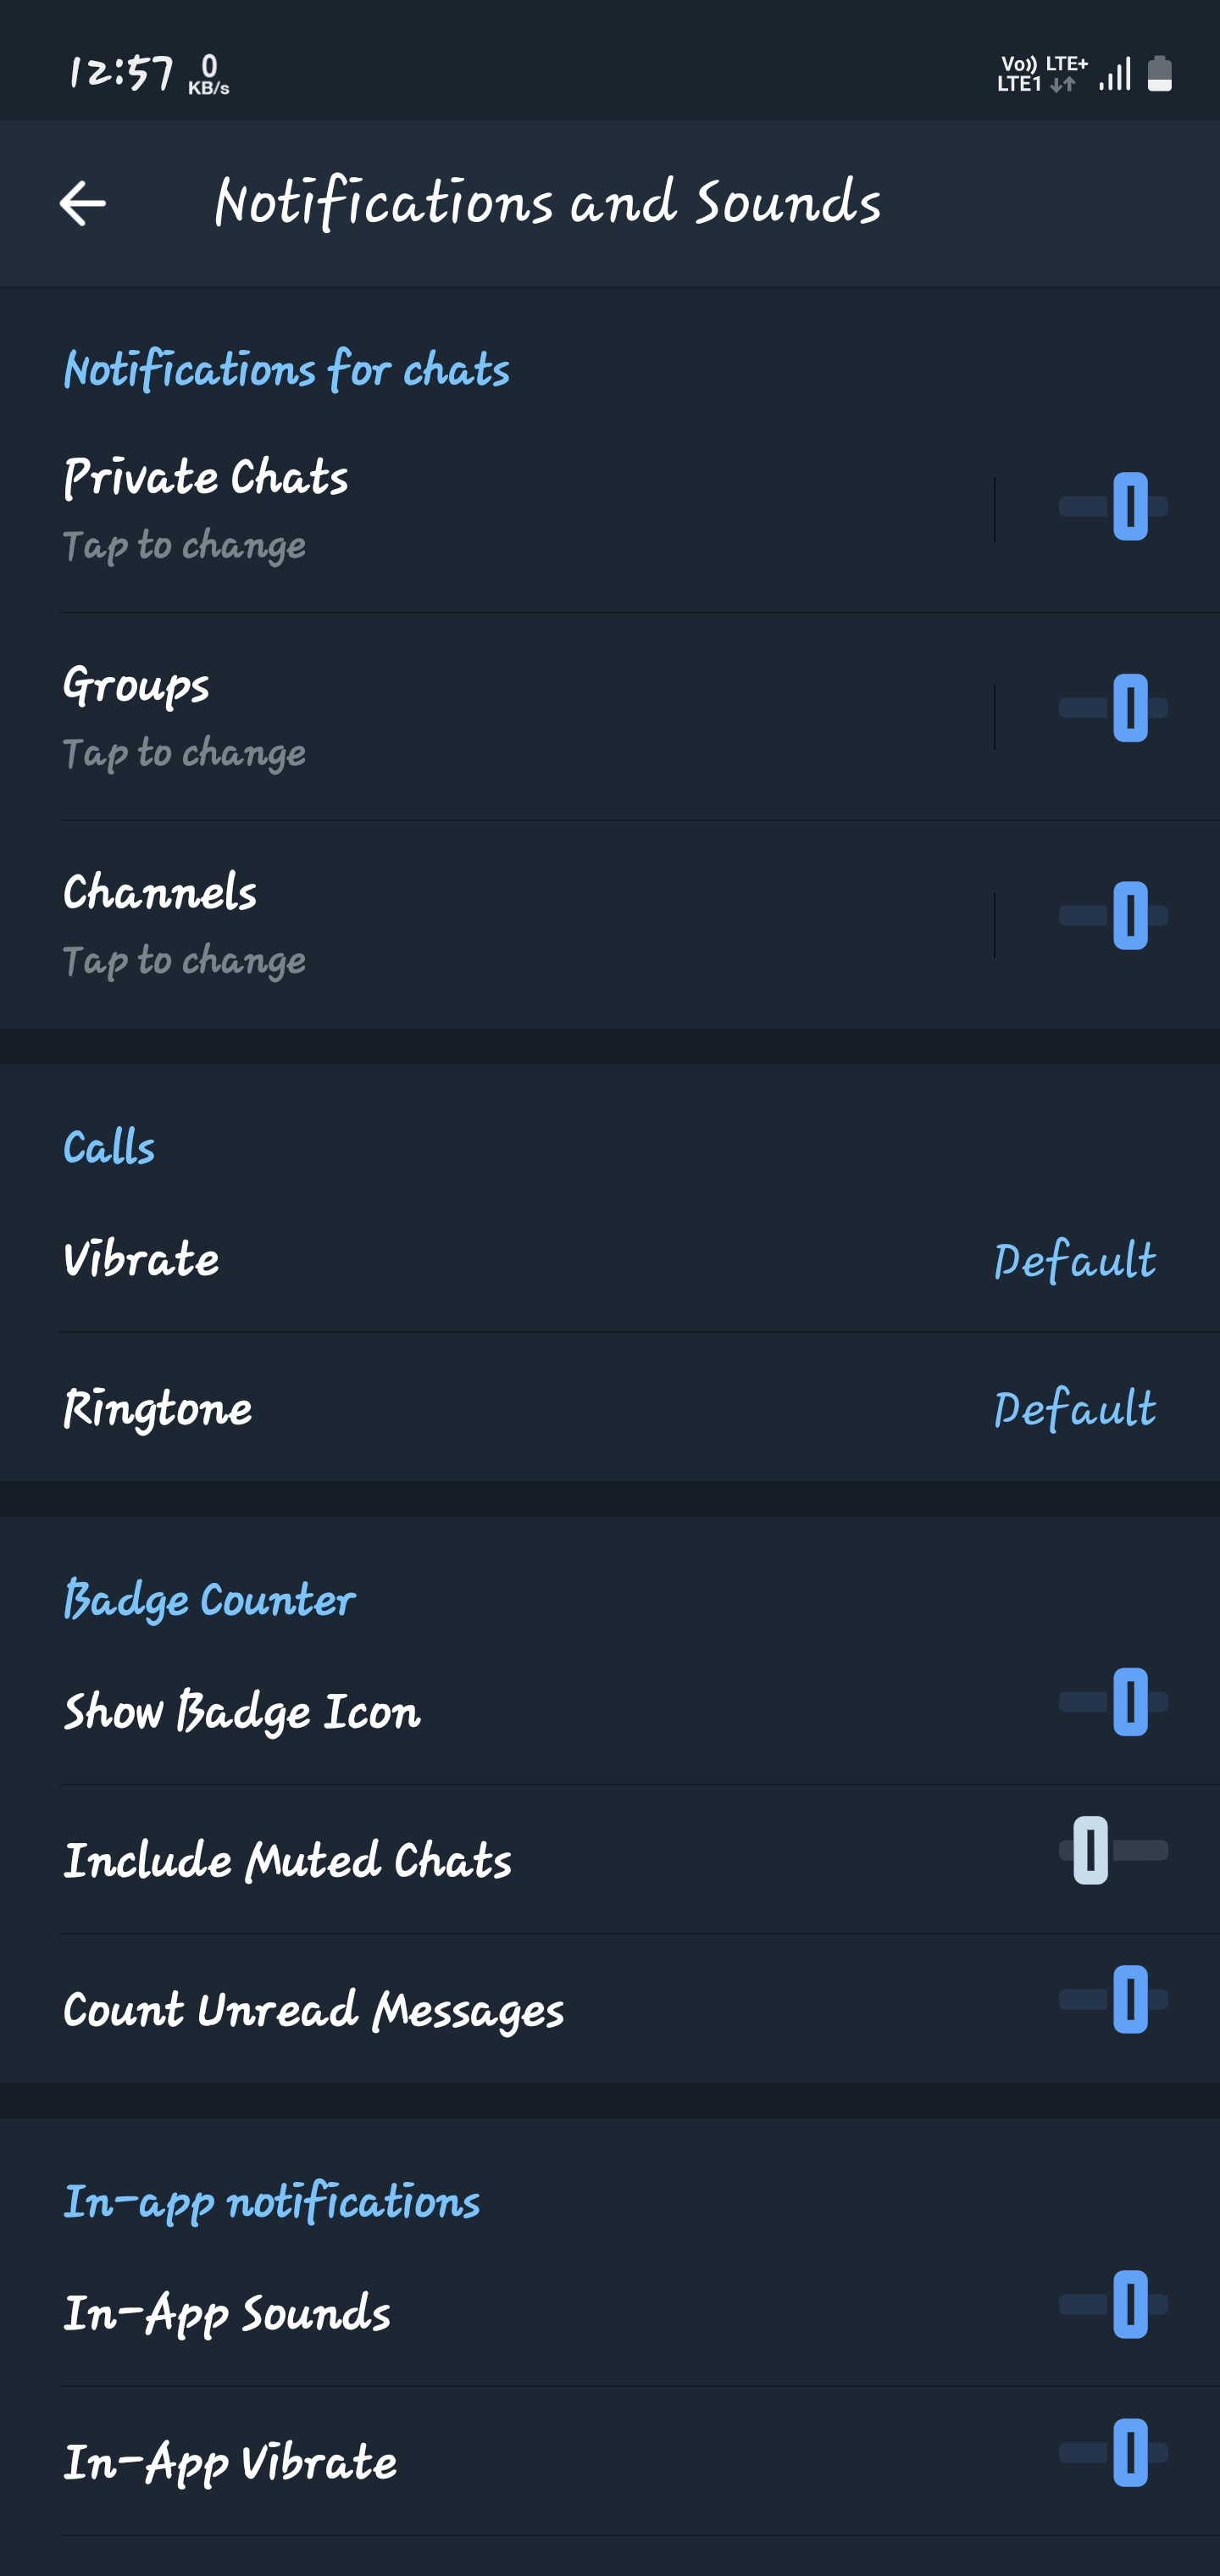 12:57 0 KB/s Vo)) LTE+ LTE1
Notifications and Sounds
Notifications for chats
Private Chats
Tap to change
Groups
Tap to change
Channels
Tap to change
Calls
Vibrate Default
Ringtone Default
Badge Counter
Show Badge Icon
Include Muted Chats
Count Unread Messages
In-app notifications
In-App Sounds
In-App Vibrate